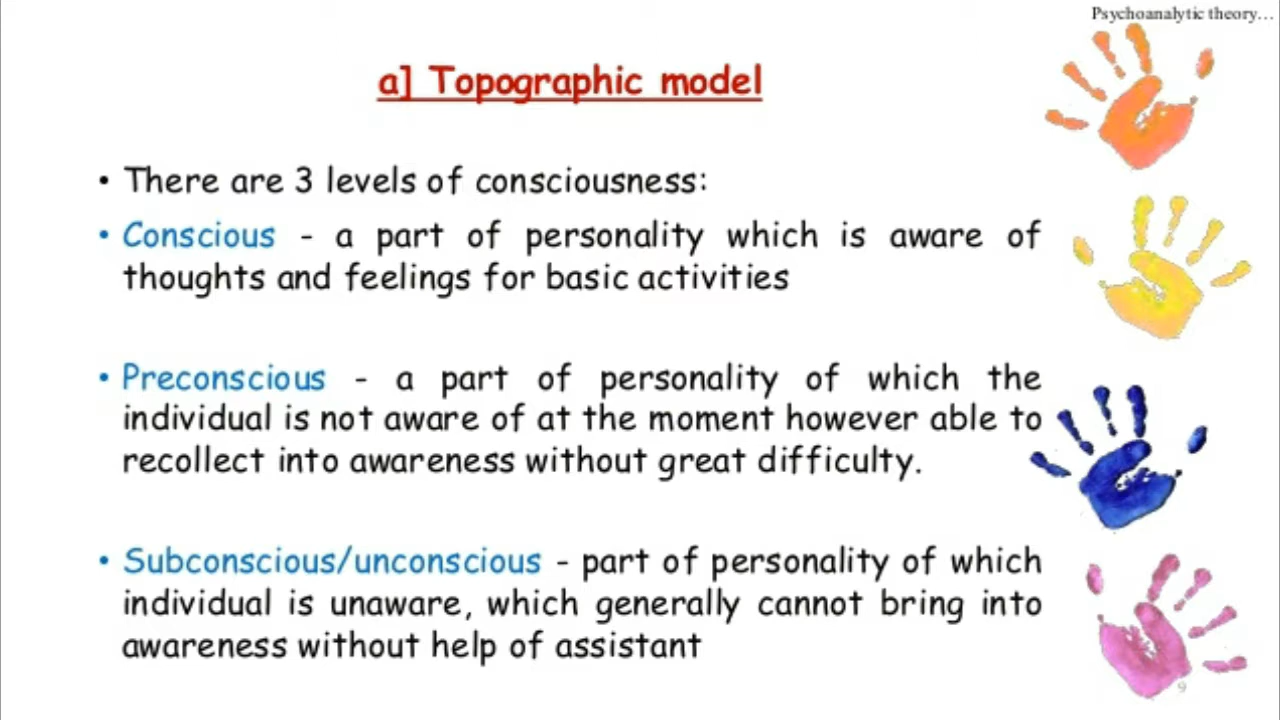 Psychoanalytic theory...
a] Topographic model
• There are 3 levels of consciousness:
• Conscious - a part of personality which is aware of
thoughts and feelings for basic activities
• Preconscious - a part of personality of which the
individual is not aware of at the moment however able to
recollect into awareness without great difficulty.
• Subconscious/unconscious - part of personality of which
individual is unaware, which generally cannot bring into
awareness without help of assistant
9